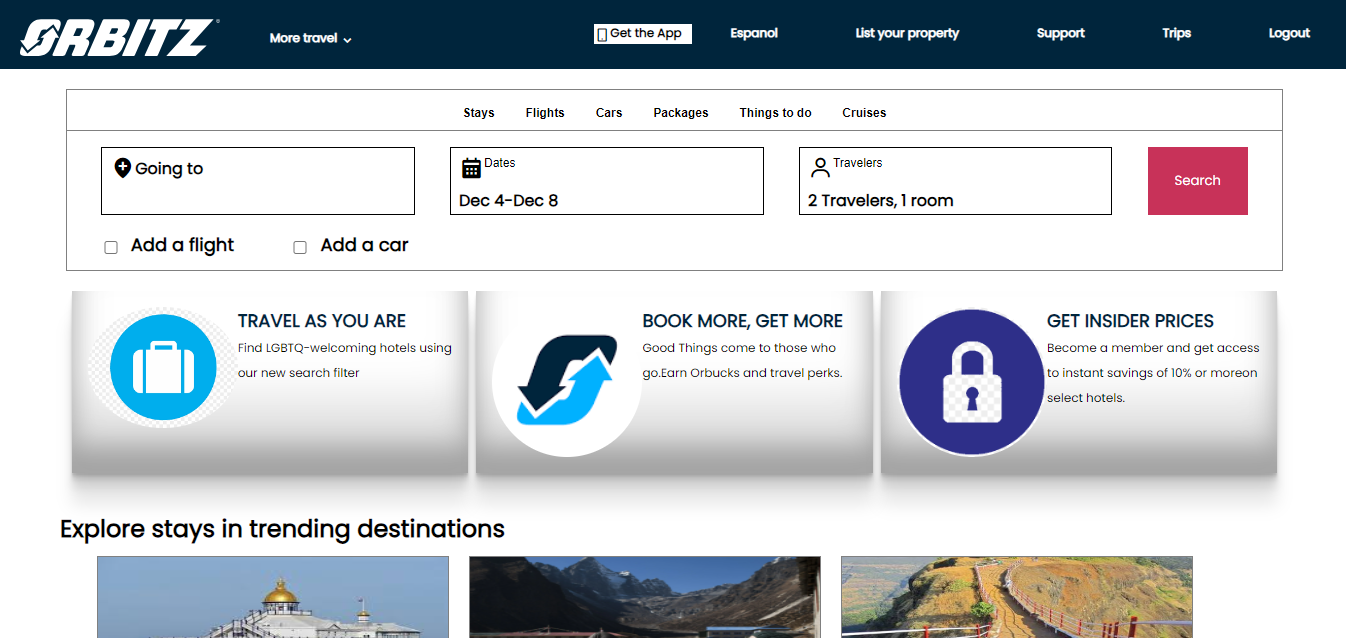 ORBITZ
More travel
Get the App
Espanol
List your property
Support
Trips
Logout
Stays
Flights
Cars
Packages
Things to do
Cruises
Going to
Dates
Dec 4-Dec 8
Travelers
2 Travelers, 1 room
Search
Add a flight
Add a car
TRAVEL AS YOU ARE
Find LGBTQ-welcoming hotels using
our new search filter
BOOK MORE, GET MORE
Good Things come to those who
go.Earn Orbucks and travel perks.
GET INSIDER PRICES
Become a member and get access
to instant savings of 10% or moreon
select hotels.
Explore stays in trending destinations